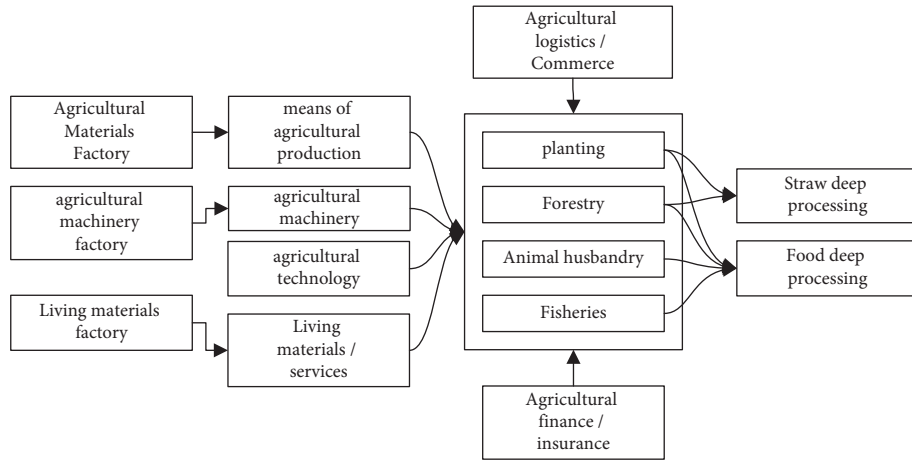 Agricultural
logistics /
Commerce
Agricultural
Materials
Factory
means of
agricultural
production
agricultural
machinery
factory
agricultural
machinery
agricultural
technology
Living materials
factory
Living
materials /
services
planting
Forestry
Animal husbandry
Fisheries
Straw deep
processing
Food deep
processing
Agricultural
finance /
insurance